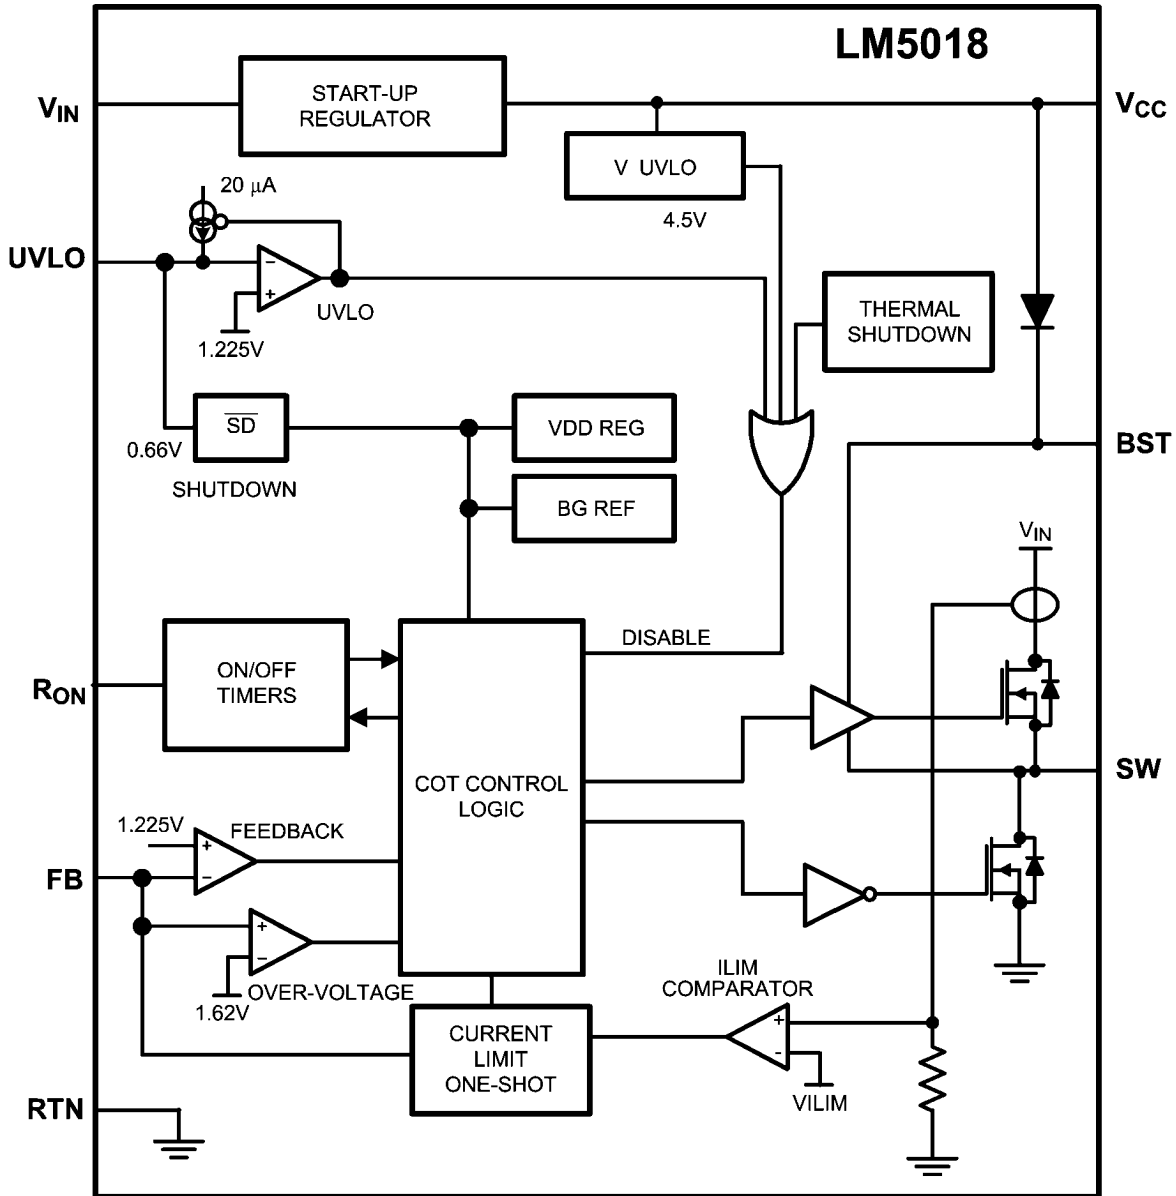 LM5018
VIN
START-UP
REGULATOR
VCC
V UVLO
4.5V
20 μA
UVLO
−
+
UVLO
1.225V
THERMAL
SHUTDOWN
SD
0.66V
SHUTDOWN
VDD REG
BG REF
BST
VIN
DISABLE
RON
ON/OFF
TIMERS
COT CONTROL
LOGIC
SW
1.225V
FEEDBACK
+
−
FB
+
−
1.62V
OVER-VOLTAGE
ILIM
COMPARATOR
+
-
VILIM
CURRENT
LIMIT
ONE-SHOT
RTN